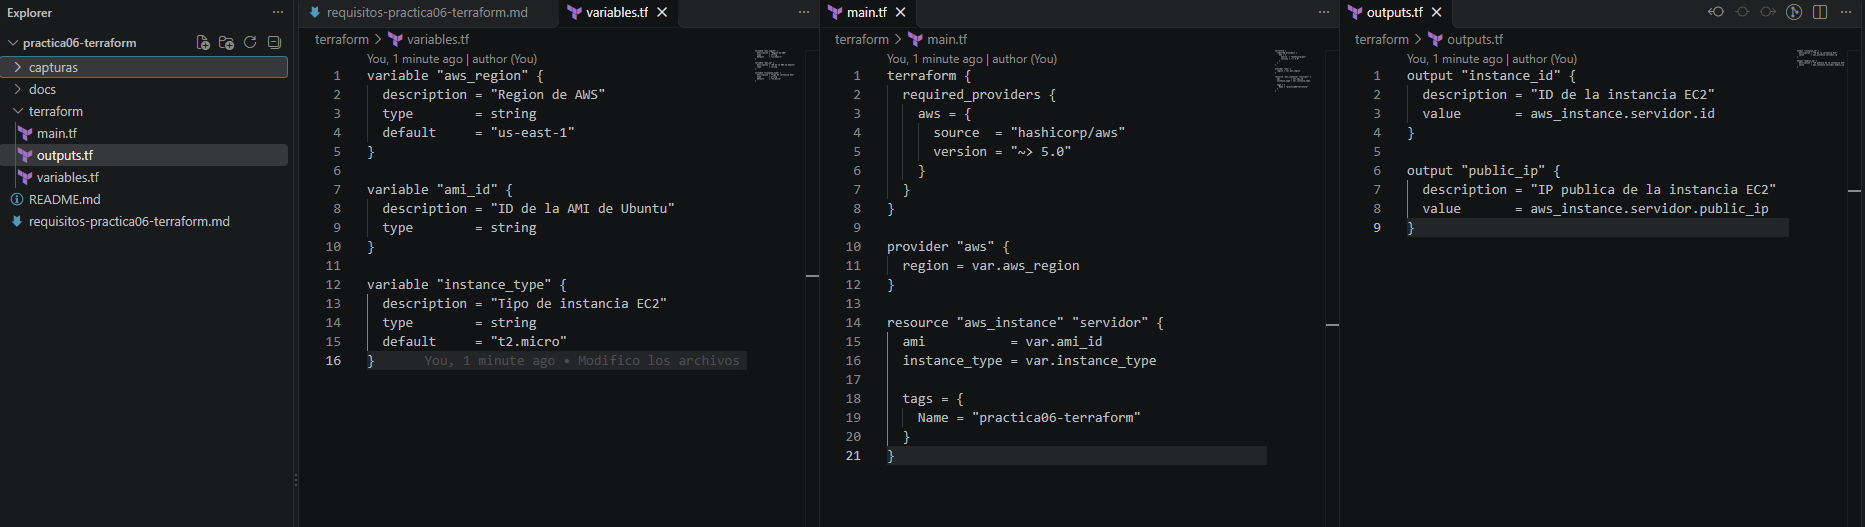 Explorer
practica06-terraform
capturas
docs
terraform
main.tf
outputs.tf
variables.tf
README.md
requisitos-practica06-terraform.md
requisitos-practica06-terraform.md
variables.tf
terraform > variables.tf
You, 1 minute ago | author (You)
1 variable "aws_region" {
2   description = "Region de AWS"
3   type        = string
4   default     = "us-east-1"
5 }
6
7 variable "ami_id" {
8   description = "ID de la AMI de Ubuntu"
9   type        = string
10 }
11
12 variable "instance_type" {
13   description = "Tipo de instancia EC2"
14   type        = string
15   default     = "t2.micro"
16 }      You, 1 minute ago • Modifico los archivos
main.tf
terraform > main.tf
You, 1 minute ago | author (You)
1 terraform {
2   required_providers {
3     aws = {
4       source  = "hashicorp/aws"
5       version = "~> 5.0"
6     }
7   }
8 }
9
10 provider "aws" {
11   region = var.aws_region
12 }
13
14 resource "aws_instance" "servidor" {
15   ami           = var.ami_id
16   instance_type = var.instance_type
17
18   tags = {
19     Name = "practica06-terraform"
20   }
21 }
outputs.tf
terraform > outputs.tf
You, 1 minute ago | author (You)
1 output "instance_id" {
2   description = "ID de la instancia EC2"
3   value       = aws_instance.servidor.id
4 }
5
6 output "public_ip" {
7   description = "IP publica de la instancia EC2"
8   value       = aws_instance.servidor.public_ip
9 }